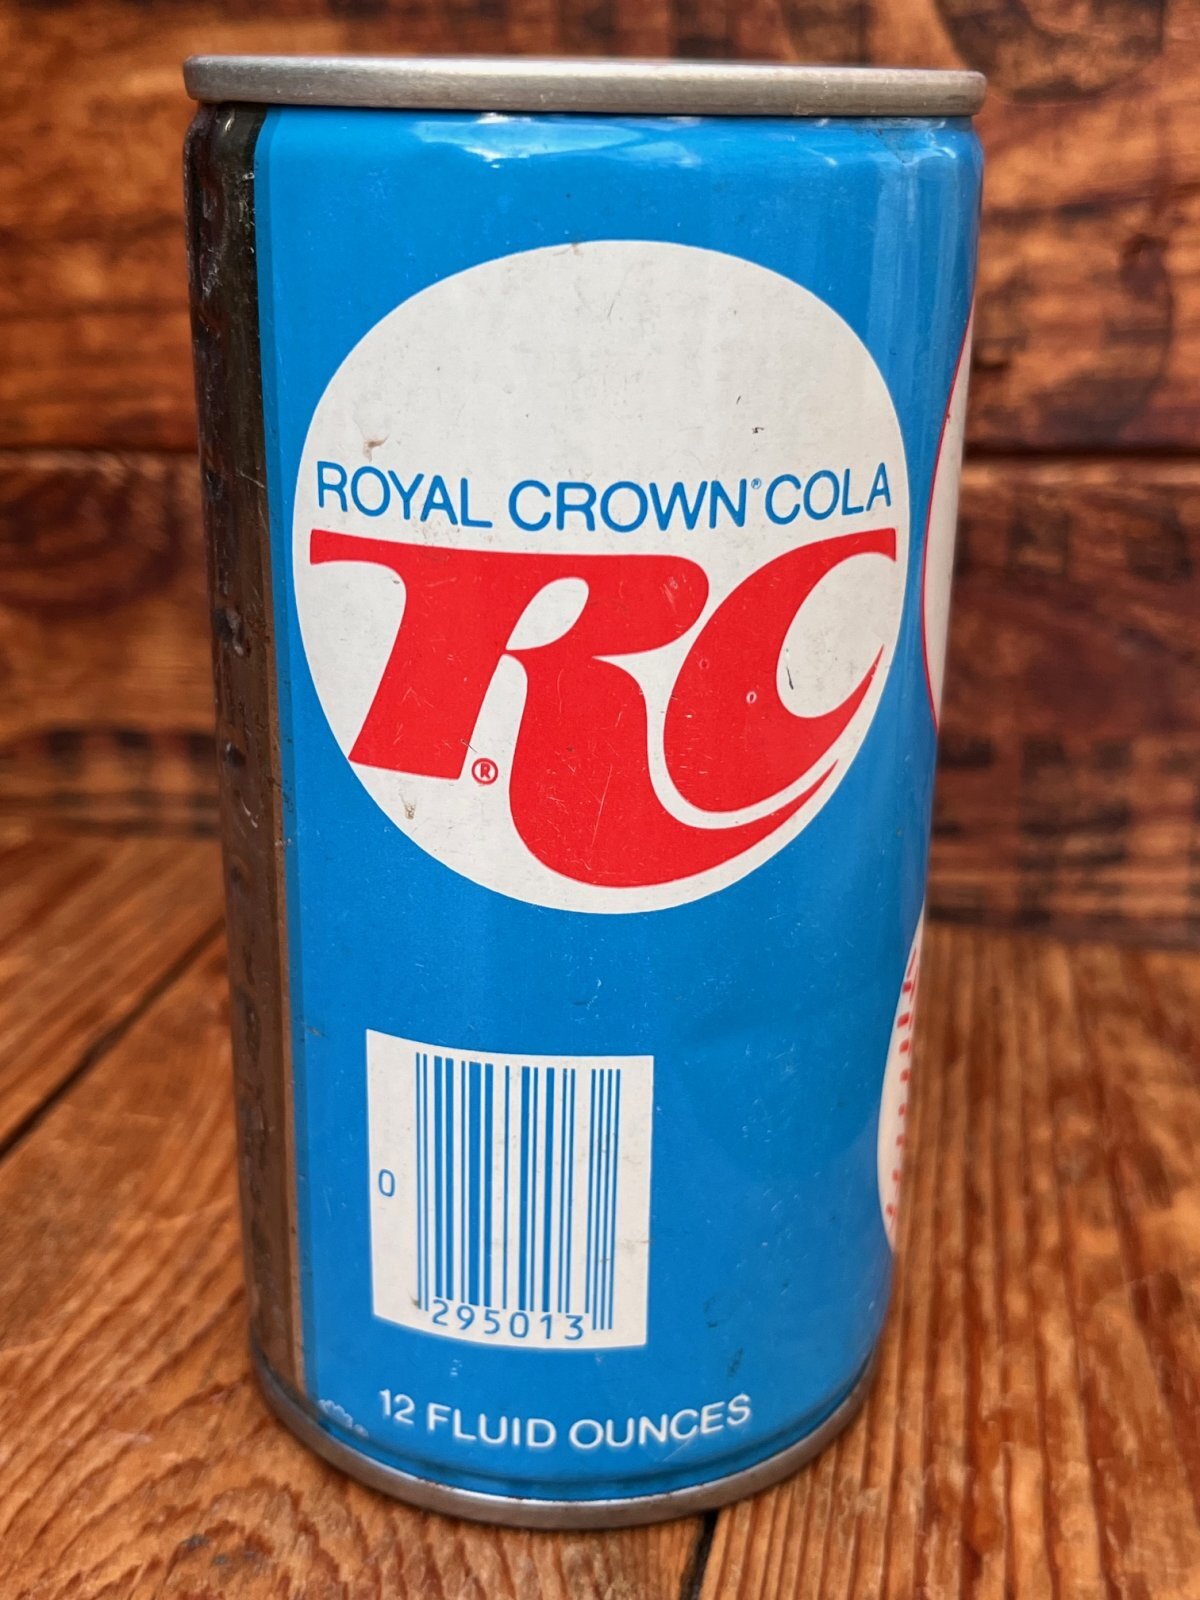 ROYAL CROWN® COLA
RC®
0
295013
12 FLUID OUNCES